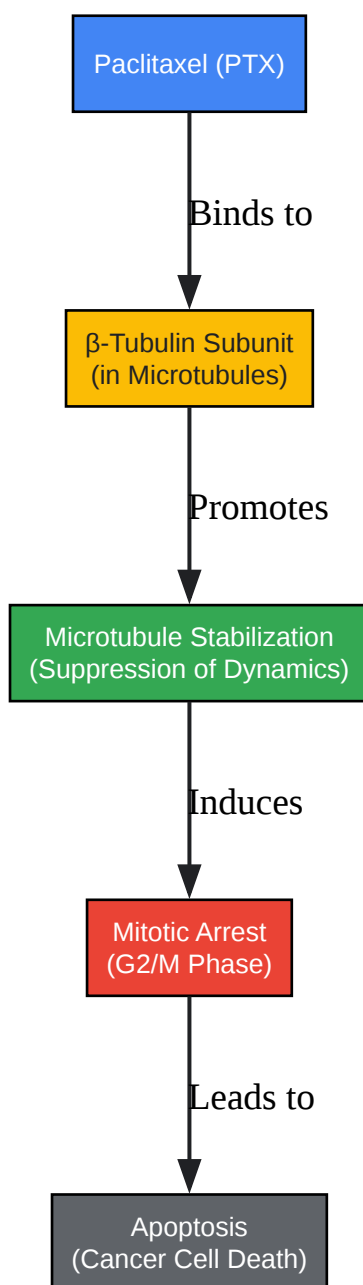 Paclitaxel (PTX)
Binds to
β-Tubulin Subunit
(in Microtubules)
Promotes
Microtubule Stabilization
(Suppression of Dynamics)
Induces
Mitotic Arrest
(G2/M Phase)
Leads to
Apoptosis
(Cancer Cell Death)